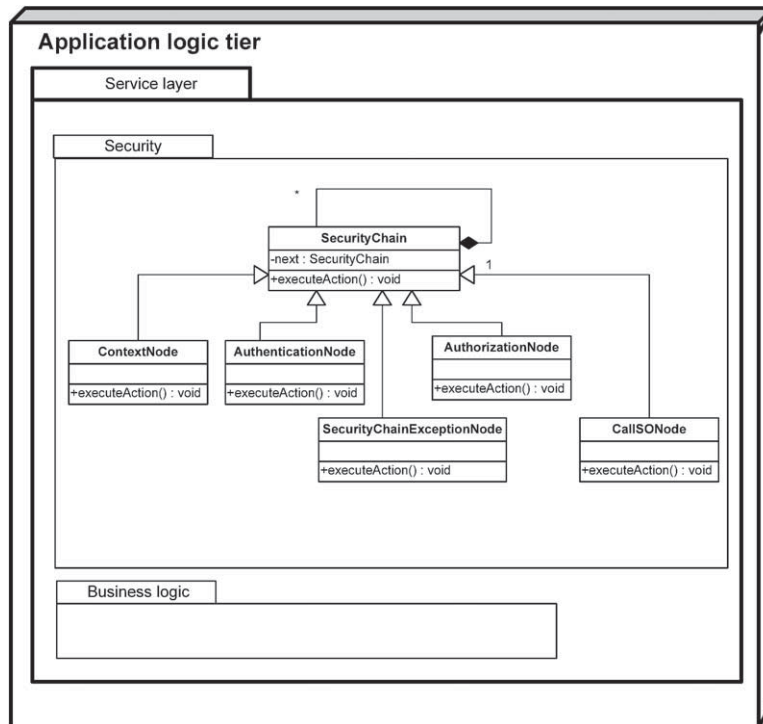 Application logic tier
Service layer
Security
*
SecurityChain
-next : SecurityChain
+executeAction() : void
1
ContextNode
+executeAction() : void
AuthenticationNode
+executeAction() : void
AuthorizationNode
+executeAction() : void
SecurityChainExceptionNode
+executeAction() : void
CallSONode
+executeAction() : void
Business logic